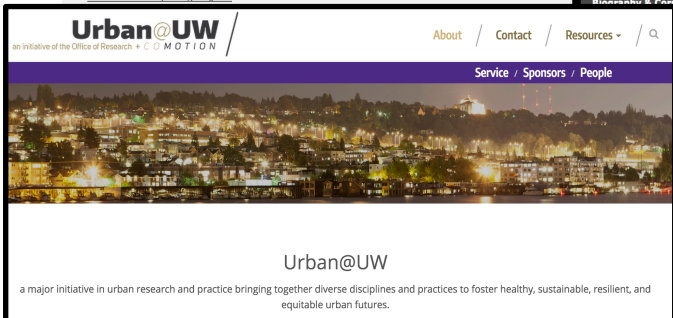 Urban@UW
an initiative of the Office of Research + COMOTION
About / Contact / Resources /
Service / Sponsors / People
Urban@UW
a major initiative in urban research and practice bringing together diverse disciplines and practices to foster healthy, sustainable, resilient, and
equitable urban futures.